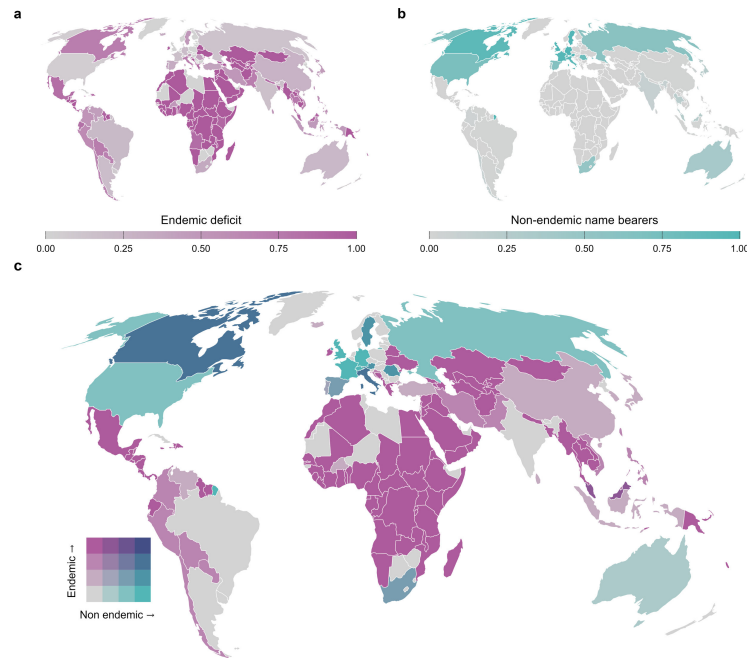 a
b
Endemic deficit
0.00 0.25 0.50 0.75 1.00
Non-endemic name bearers
0.00 0.25 0.50 0.75 1.00
c
Endemic →
Non endemic →